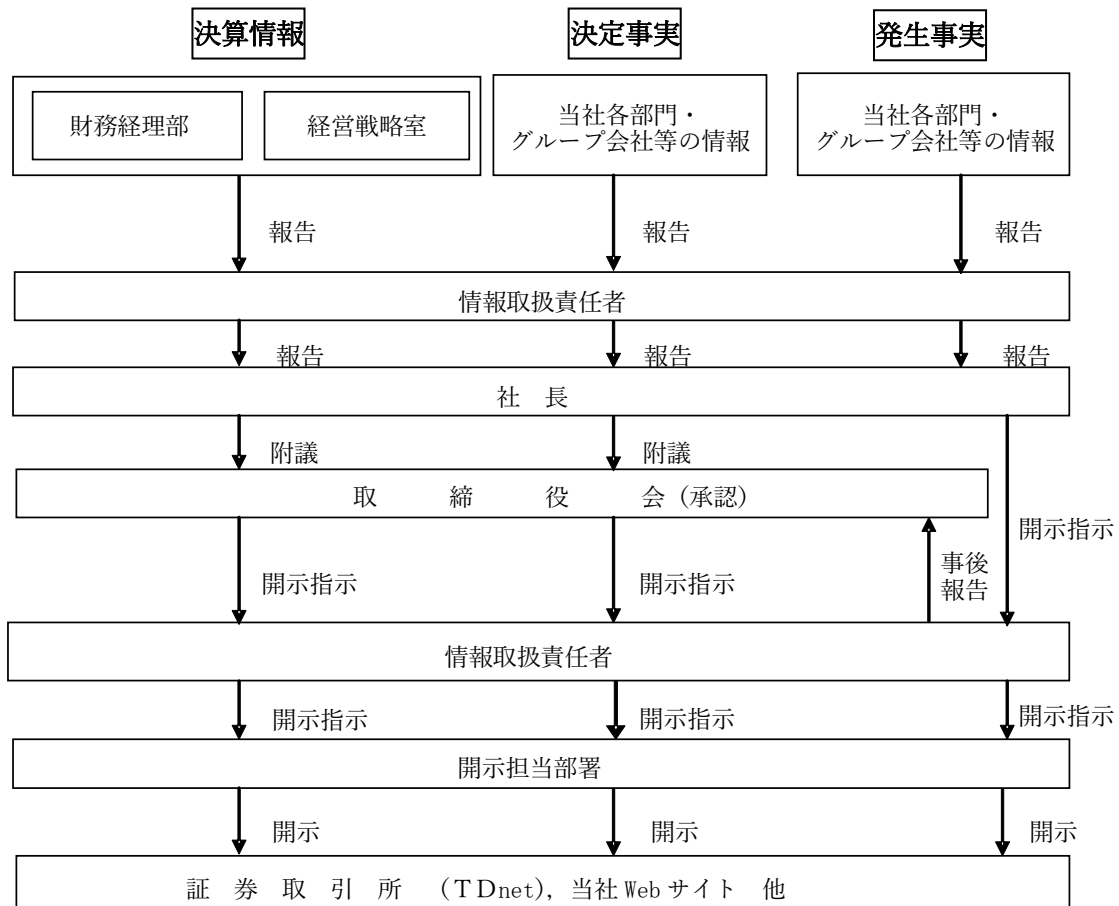 決算情報
決定事実
発生事実
財務経理部
経営戦略室
当社各部門・
グループ会社等の情報
当社各部門・
グループ会社等の情報
報告
報告
報告
情報取扱責任者
報告
報告
報告
社 長
附議
附議
取 締 役 会 (承認)
開示指示
事後
報告
開示指示
開示指示
情報取扱責任者
開示指示
開示指示
開示指示
開示担当部署
開示
開示
開示
証 券 取 引 所 (TDnet), 当社 Web サイト 他